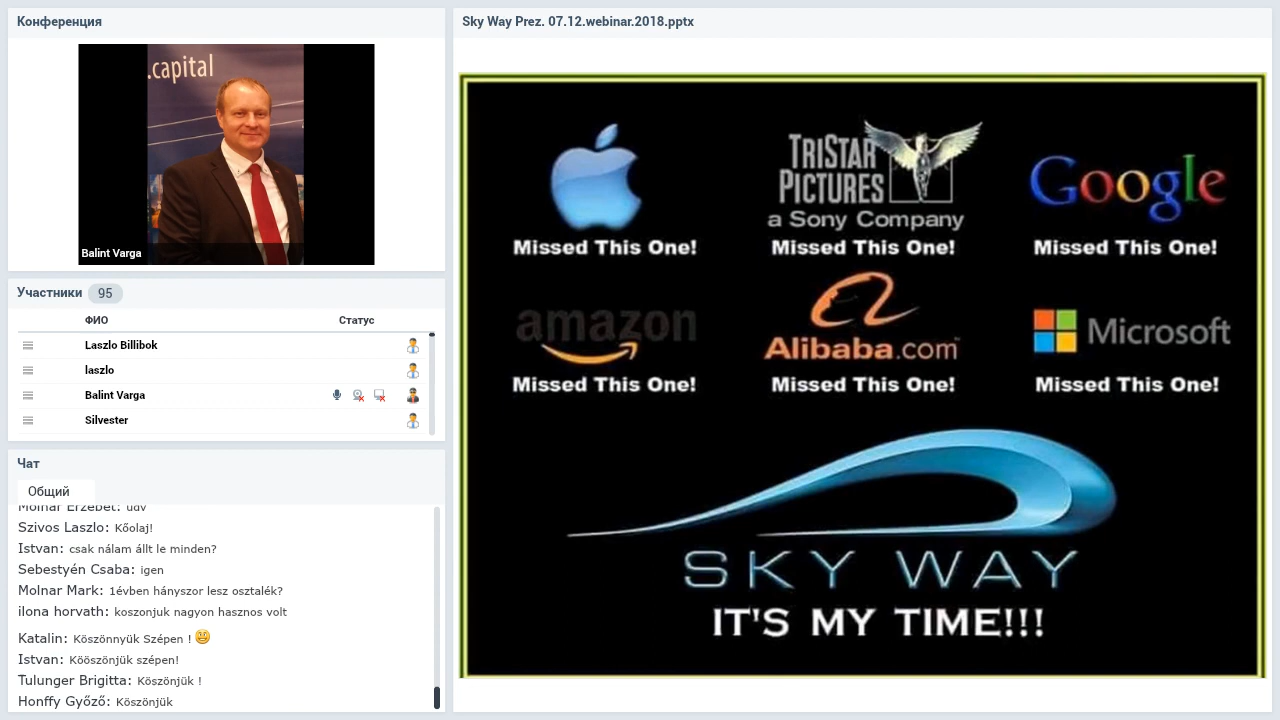 Конференция
.capital
Balint Varga
Участники 95
ФИО Статус
Laszlo Billibok
laszlo
Balint Varga
Silvester
Чат
Общий
Molnár Erzébet: üdv
Szivos Laszlo: Kőolaj!
Istvan: csak nálam állt le minden?
Sebestyén Csaba: igen
Molnar Mark: 1évben hányszor lesz osztalék?
ilona horvath: koszonjuk nagyon hasznos volt
Katalin: Köszönnyük Szépen !
Istvan: Kööszönjük szépen!
Tulunger Brigitta: Köszönjük !
Honffy Győző: Köszönjük
Sky Way Prez. 07.12.webinar.2018.pptx
TRISTAR
PICTURES
a Sony Company
Google
Missed This One! Missed This One! Missed This One!
amazon Alibaba.com Microsoft
Missed This One! Missed This One! Missed This One!
SKY WAY
IT'S MY TIME!!!